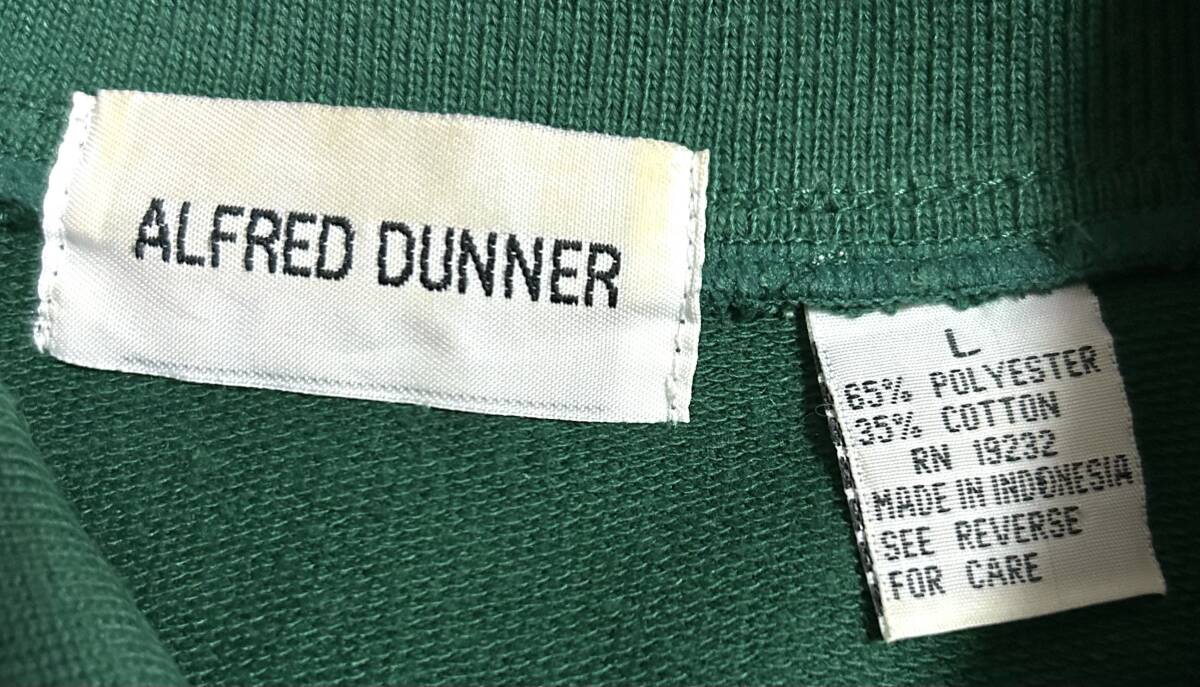 ALFRED DUNNER
L
65% POLYESTER
35% COTTON
RN 19232
MADE IN INDONESIA
SEE REVERSE
FOR CARE